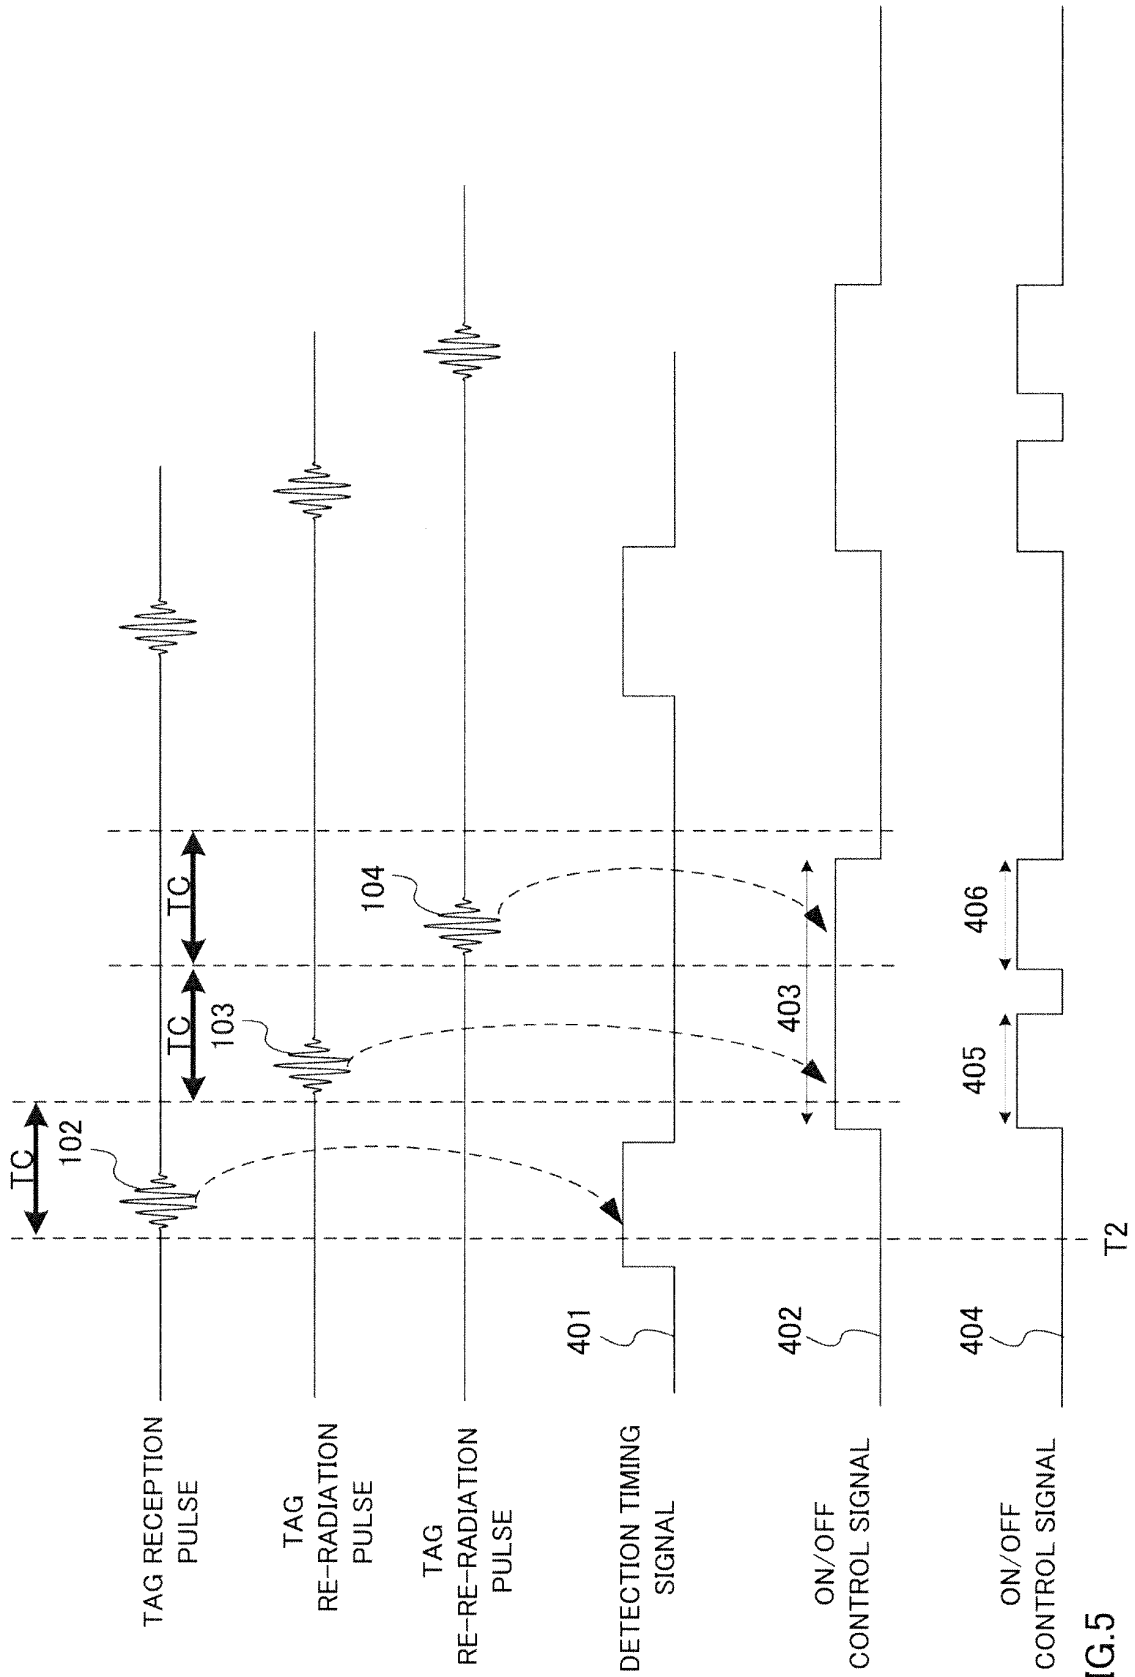 TC
102
TC
103
TC
104
TAG RECEPTION
PULSE
TAG
RE-RADIATION
PULSE
TAG
RE-RE-RADIATION
PULSE
DETECTION TIMING
SIGNAL
401
ON/OFF
CONTROL SIGNAL
402
403
ON/OFF
CONTROL SIGNAL
404
405
406
T2
IG.5